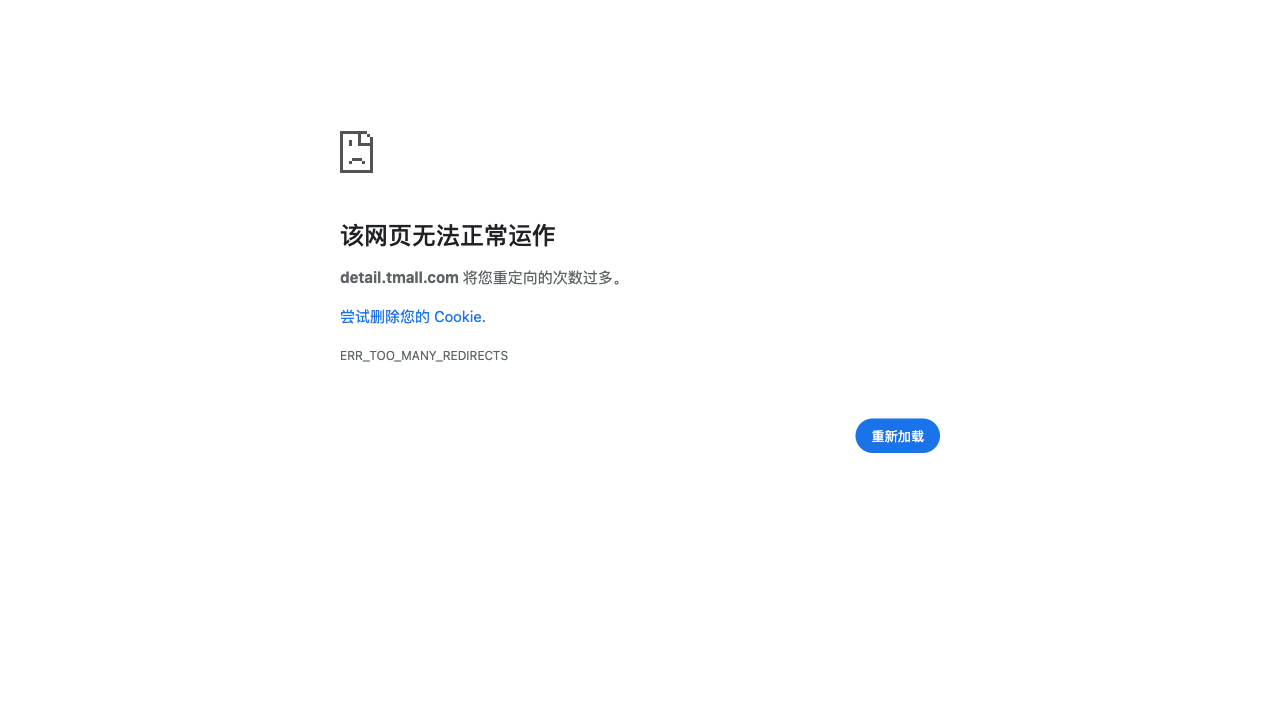 该网页无法正常运作
detail.tmall.com 将您重定向的次数过多。
尝试删除您的 Cookie.
ERR_TOO_MANY_REDIRECTS
重新加载